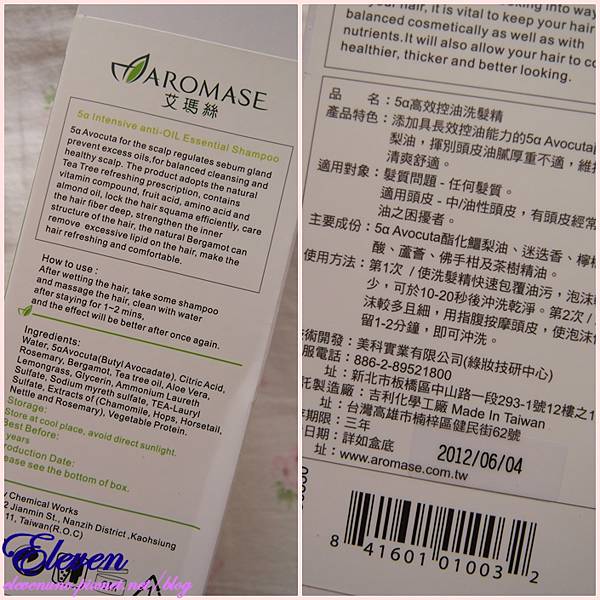 AROMASE
艾瑪絲
5α Intensive anti-OIL Essential Shampoo
5α Avocuta for the scalp regulates sebum gland
prevent excess oils,for balanced cleansing and
healthy scalp. The product adopts the natural
Tea Tree refreshing prescription, contains
vitamin compound, fruit acid, amino acid and
almond oil, lock the hair squama efficiently, care
the hair fiber deep, strengthen the inner
structure of the hair, the natural Bergamot can
remove excessive lipid on the hair, make the
hair refreshing and comfortable.
How to use :
After wetting the hair, take some shampoo
and massage the hair, clean with water
after staying for 1~2 mins,
and the effect will be better after once again.
Ingredients:
Water, 5αAvocuta(Butyl Avocadate), Citric Acid,
Rosemary, Bergamot, Tea tree oil, Aloe Vera,
Lemongrass, Glycerin, Ammonium Laureth
Sulfate, Sodium myreth sulfate, TEA-Lauryl
Sulfate, Extracts of (Chamomile, Hops, Horsetail,
Nettle and Rosemary), Vegetable Protein.
Storage:
Store at cool place, avoid direct sunlight.
Best Before:
years
Production Date:
Please see the bottom of box.
Chemical Works
2 Jianmin St., Nanzih District ,Kaohsiung
11, Taiwan(R.O.C)
your hair, it is vital to keep your hair
balanced cosmetically as well as with
nutrients.It will also allow your hair to
healthier, thicker and better looking.
品 名：5α高效控油洗髮精
產品特色：添加具長效控油能力的5α Avocuta
梨油，揮別頭皮油膩厚重不適，維持
清爽舒適。
適用對象：髮質問題 - 任何髮質。
適用頭皮 - 中/油性頭皮，有頭皮經常
油之困擾者。
主要成份：5α Avocuta酯化鱷梨油、迷迭香、檸檬
酸、蘆薈、佛手柑及茶樹精油。
使用方法：第1次 / 使洗髮精快速包覆油污，泡沫
少，可於10-20秒後沖洗乾淨。第2次 /
沫較多且細，用指腹按摩頭皮，使泡沫
留1-2分鐘，即可沖洗。
技術開發：美科實業有限公司(綠妝技研中心)
服電話：886-2-89521800
址：新北市板橋區中山路一段293-1號12樓之1
託製造廠：吉利化學工廠 Made In Taiwan
址：台灣高雄市楠梓區健民街62號
期限：三年
日期：詳如盒底
址：www.aromase.com.tw
2012/06/04
8 41601 01003 2
Eleven
elevenuno.pixnet.net/blog